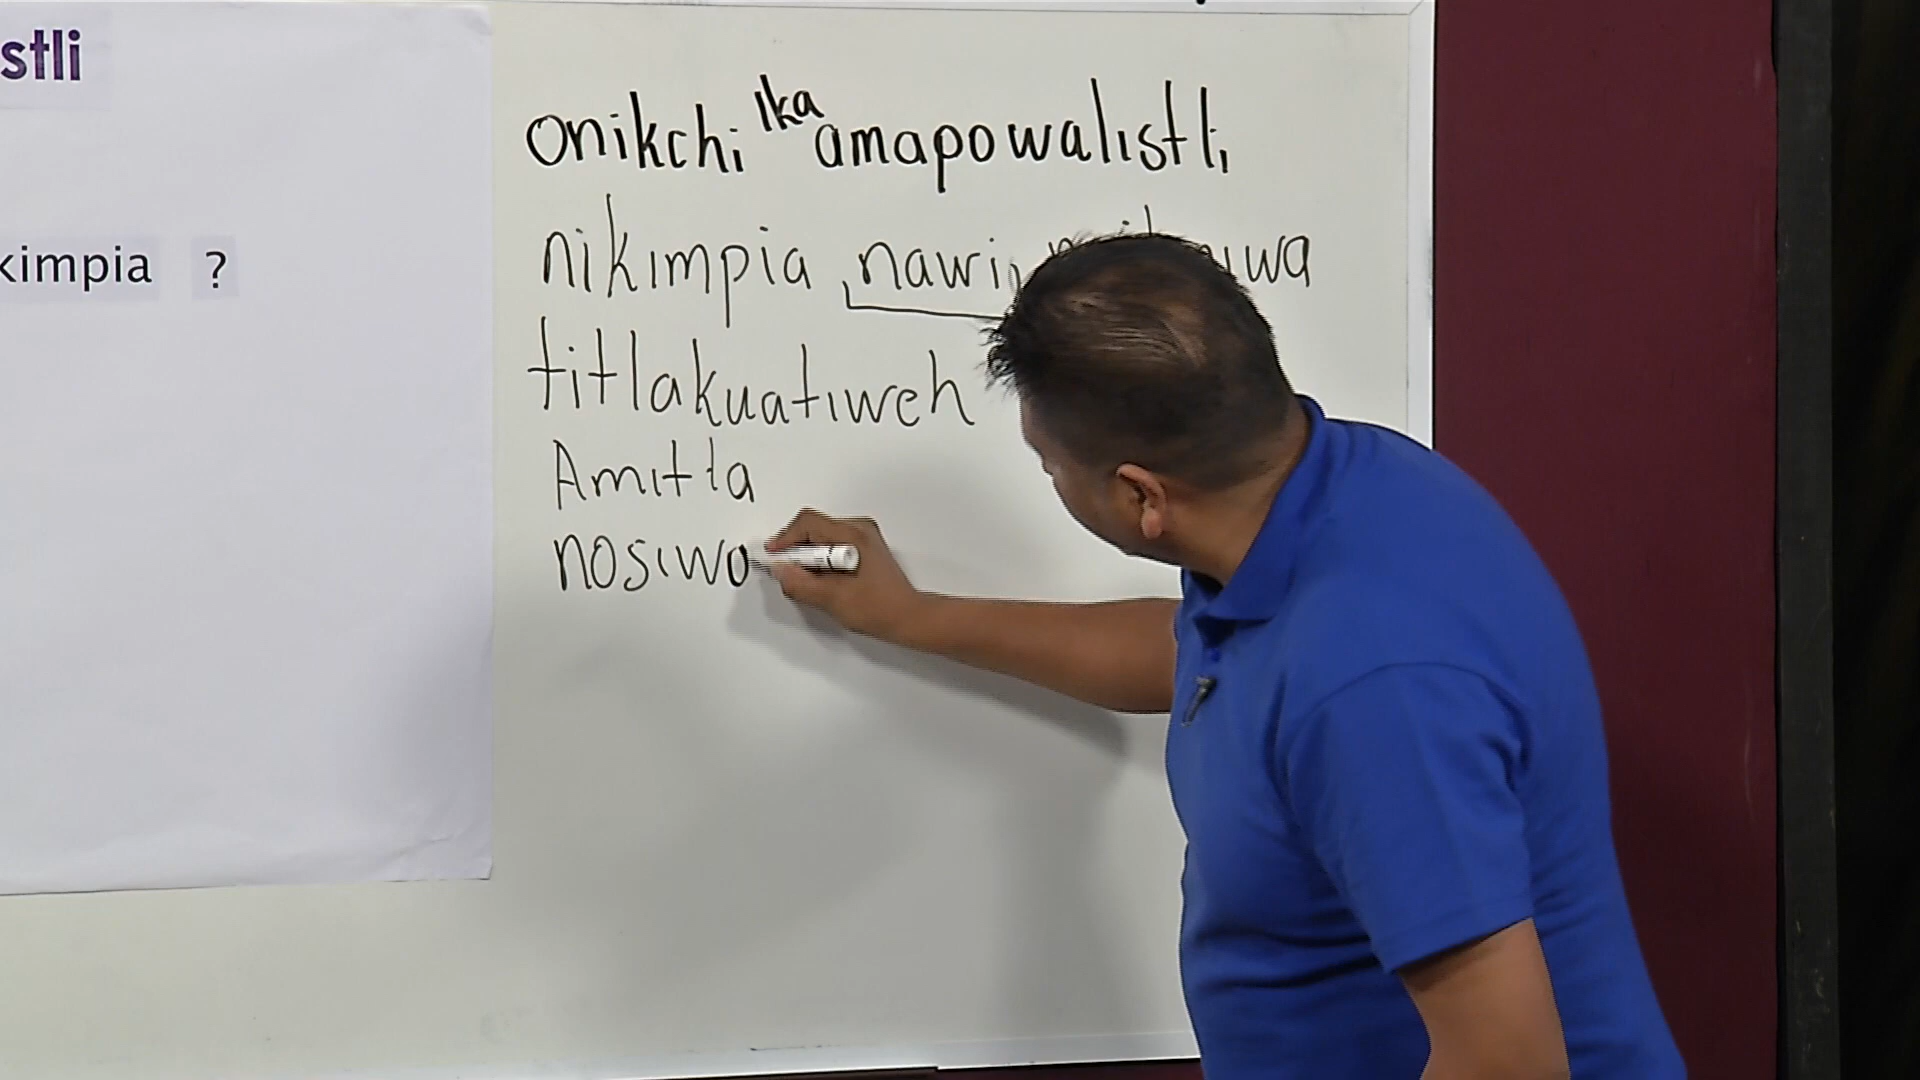 stli
kimpia ?
onikchi ika amapowalistli
nikimpia nawi
titlakuatiweh
Amitla
nosiwa